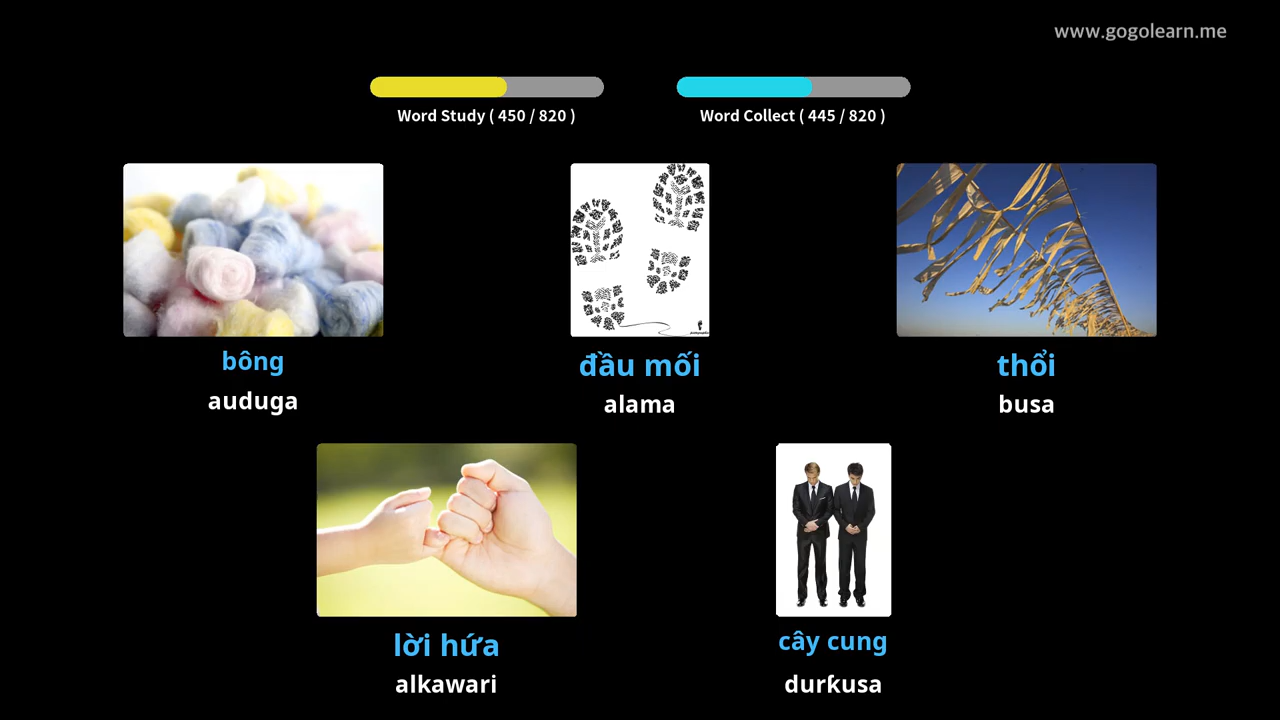 www.gogolearn.me
Word Study ( 450 / 820 )
Word Collect ( 445 / 820 )
bông
auduga
đầu mối
alama
thổi
busa
lời hứa
alkawari
cây cung
durƙusa